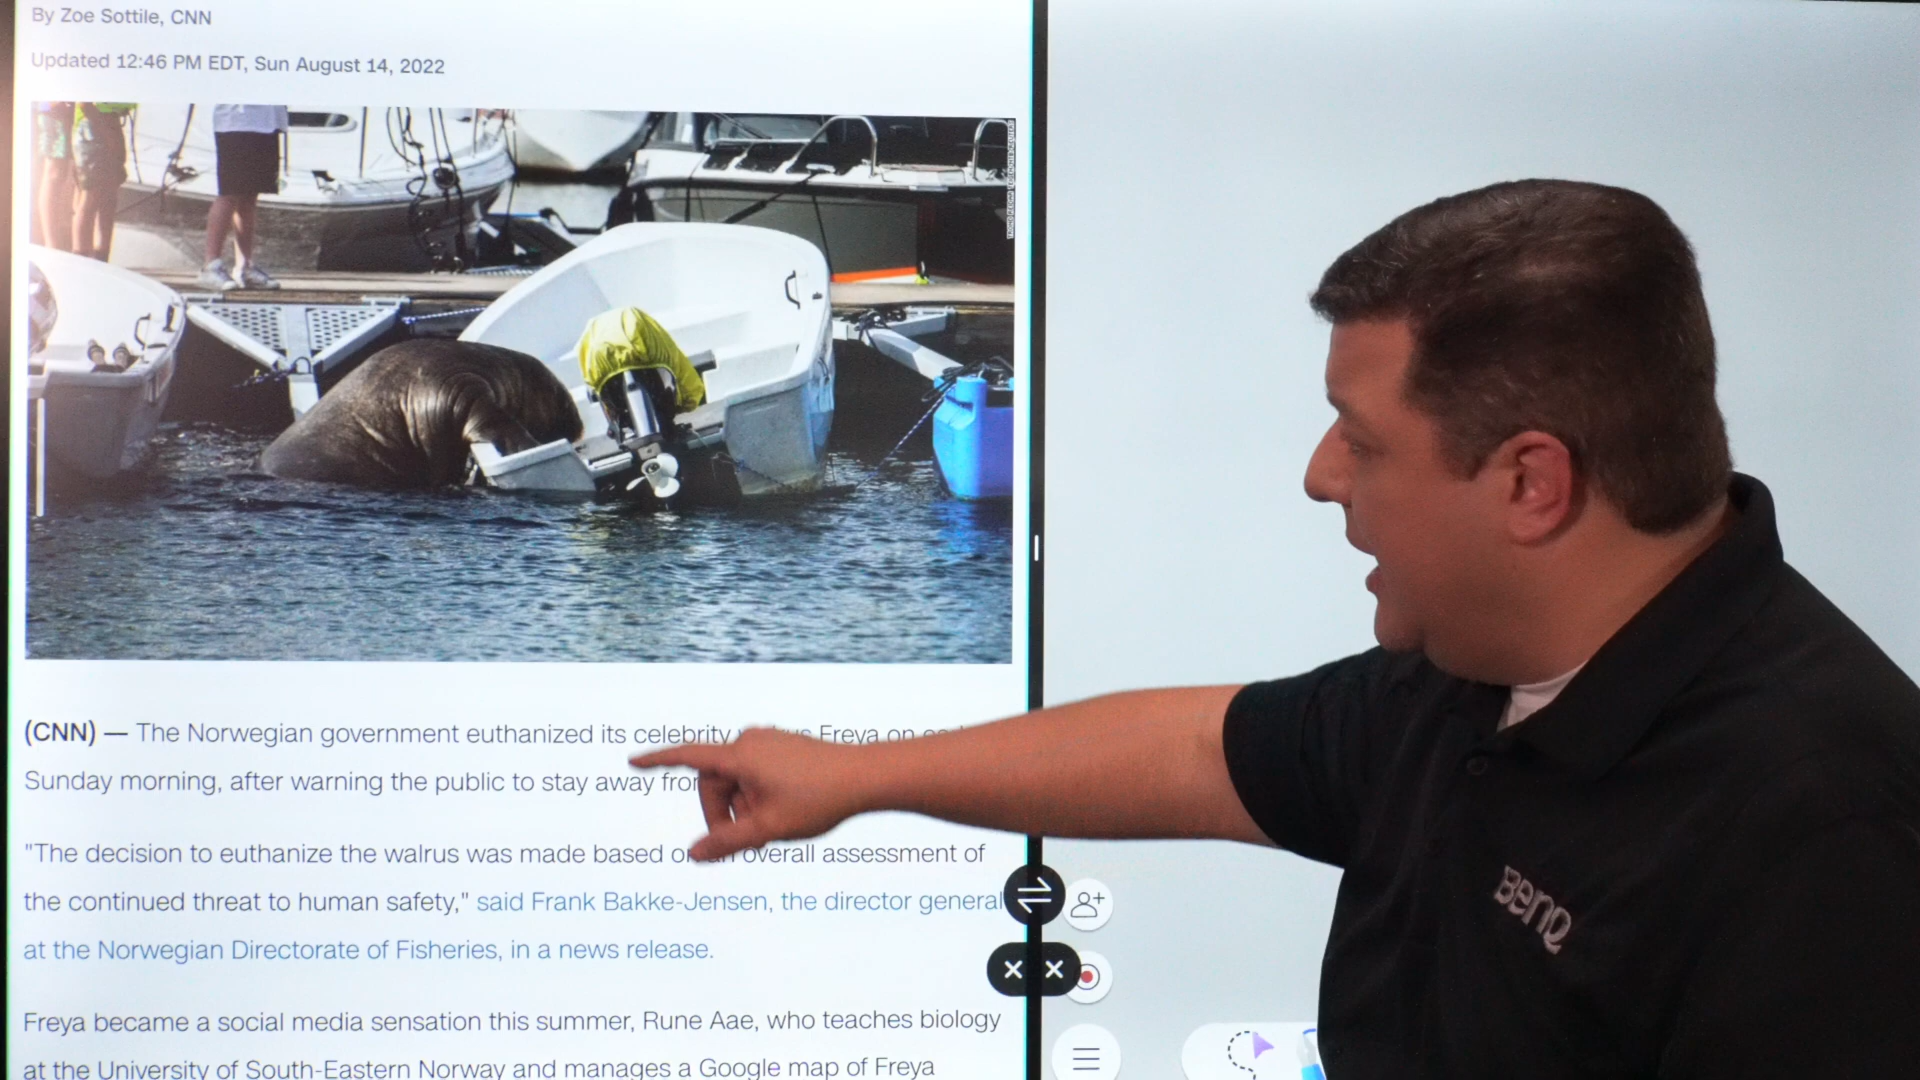 By Zoe Sottile, CNN
Updated 12:46 PM EDT, Sun August 14, 2022
(CNN) — The Norwegian government euthanized its celebrity Freya on
Sunday morning, after warning the public to stay away
"The decision to euthanize the walrus was made based overall assessment of
the continued threat to human safety," said Frank Bakke-Jensen, the director general
at the Norwegian Directorate of Fisheries, in a news release.
Freya became a social media sensation this summer, Rune Aae, who teaches biology
at the University of South-Eastern Norway and manages a Google map of Freya
BenQ